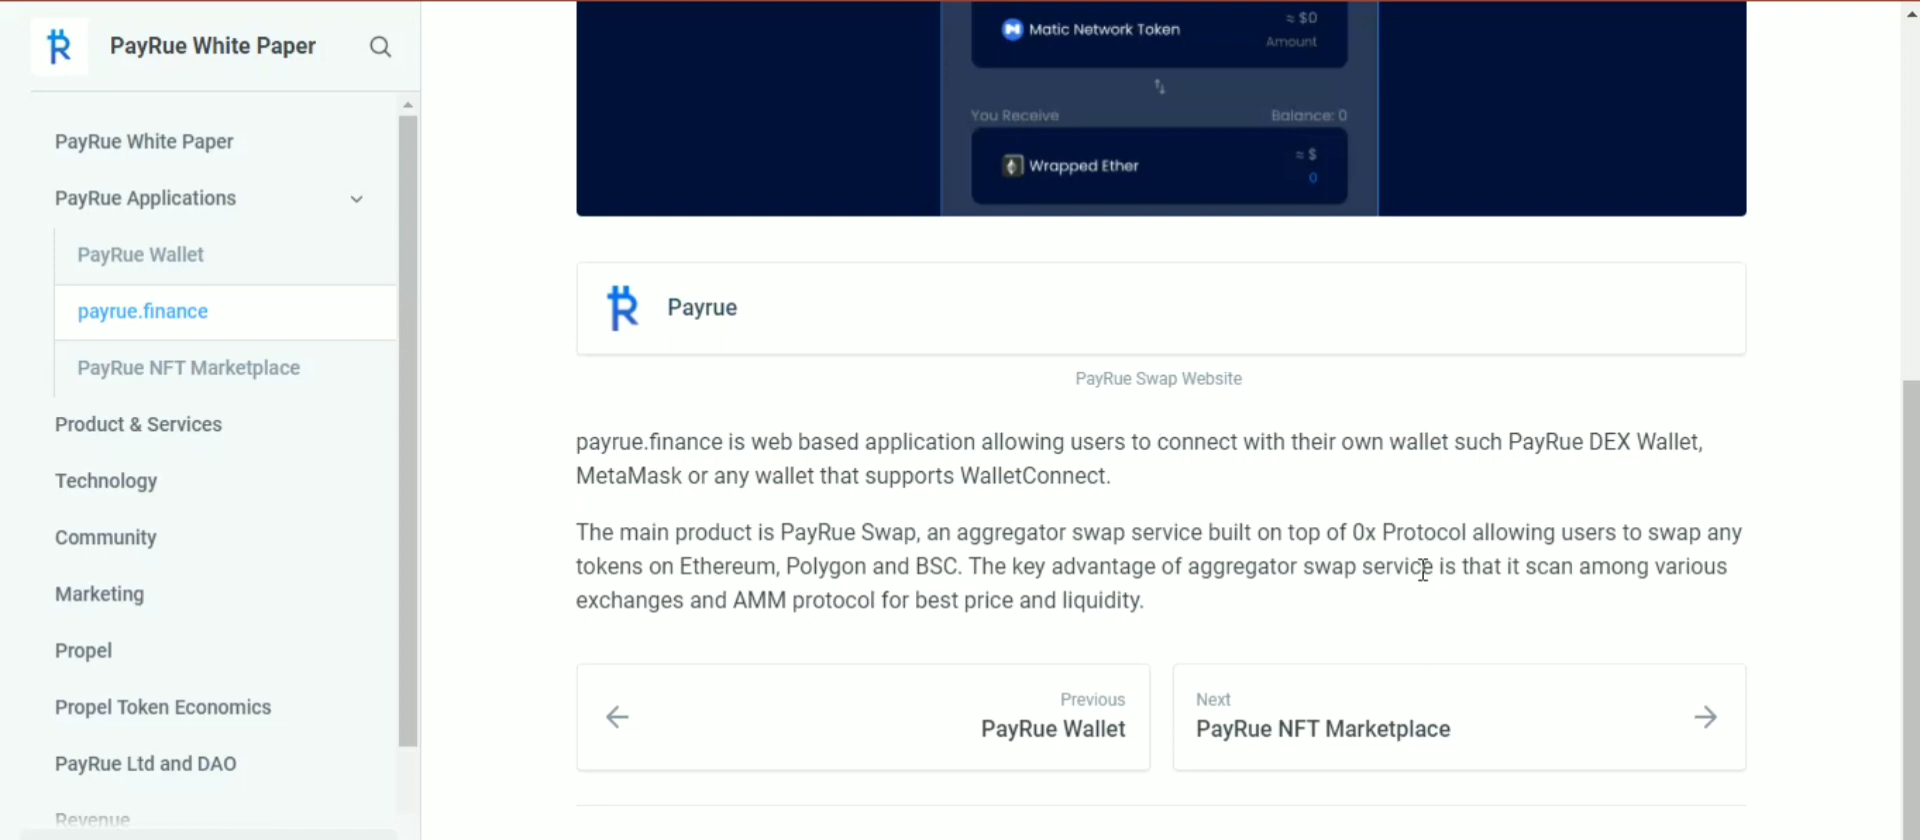 PayRue White Paper
PayRue White Paper
PayRue Applications
PayRue Wallet
payrue.finance
PayRue NFT Marketplace
Product & Services
Technology
Community
Marketing
Propel
Propel Token Economics
PayRue Ltd and DAO
Revenue
Matic Network Token
≈ $0
Amount
You Receive
Balance: 0
Wrapped Ether
≈ $
0
Payrue
PayRue Swap Website
payrue.finance is web based application allowing users to connect with their own wallet such PayRue DEX Wallet,
MetaMask or any wallet that supports WalletConnect.
The main product is PayRue Swap, an aggregator swap service built on top of 0x Protocol allowing users to swap any
tokens on Ethereum, Polygon and BSC. The key advantage of aggregator swap service is that it scan among various
exchanges and AMM protocol for best price and liquidity.
Previous
PayRue Wallet
Next
PayRue NFT Marketplace